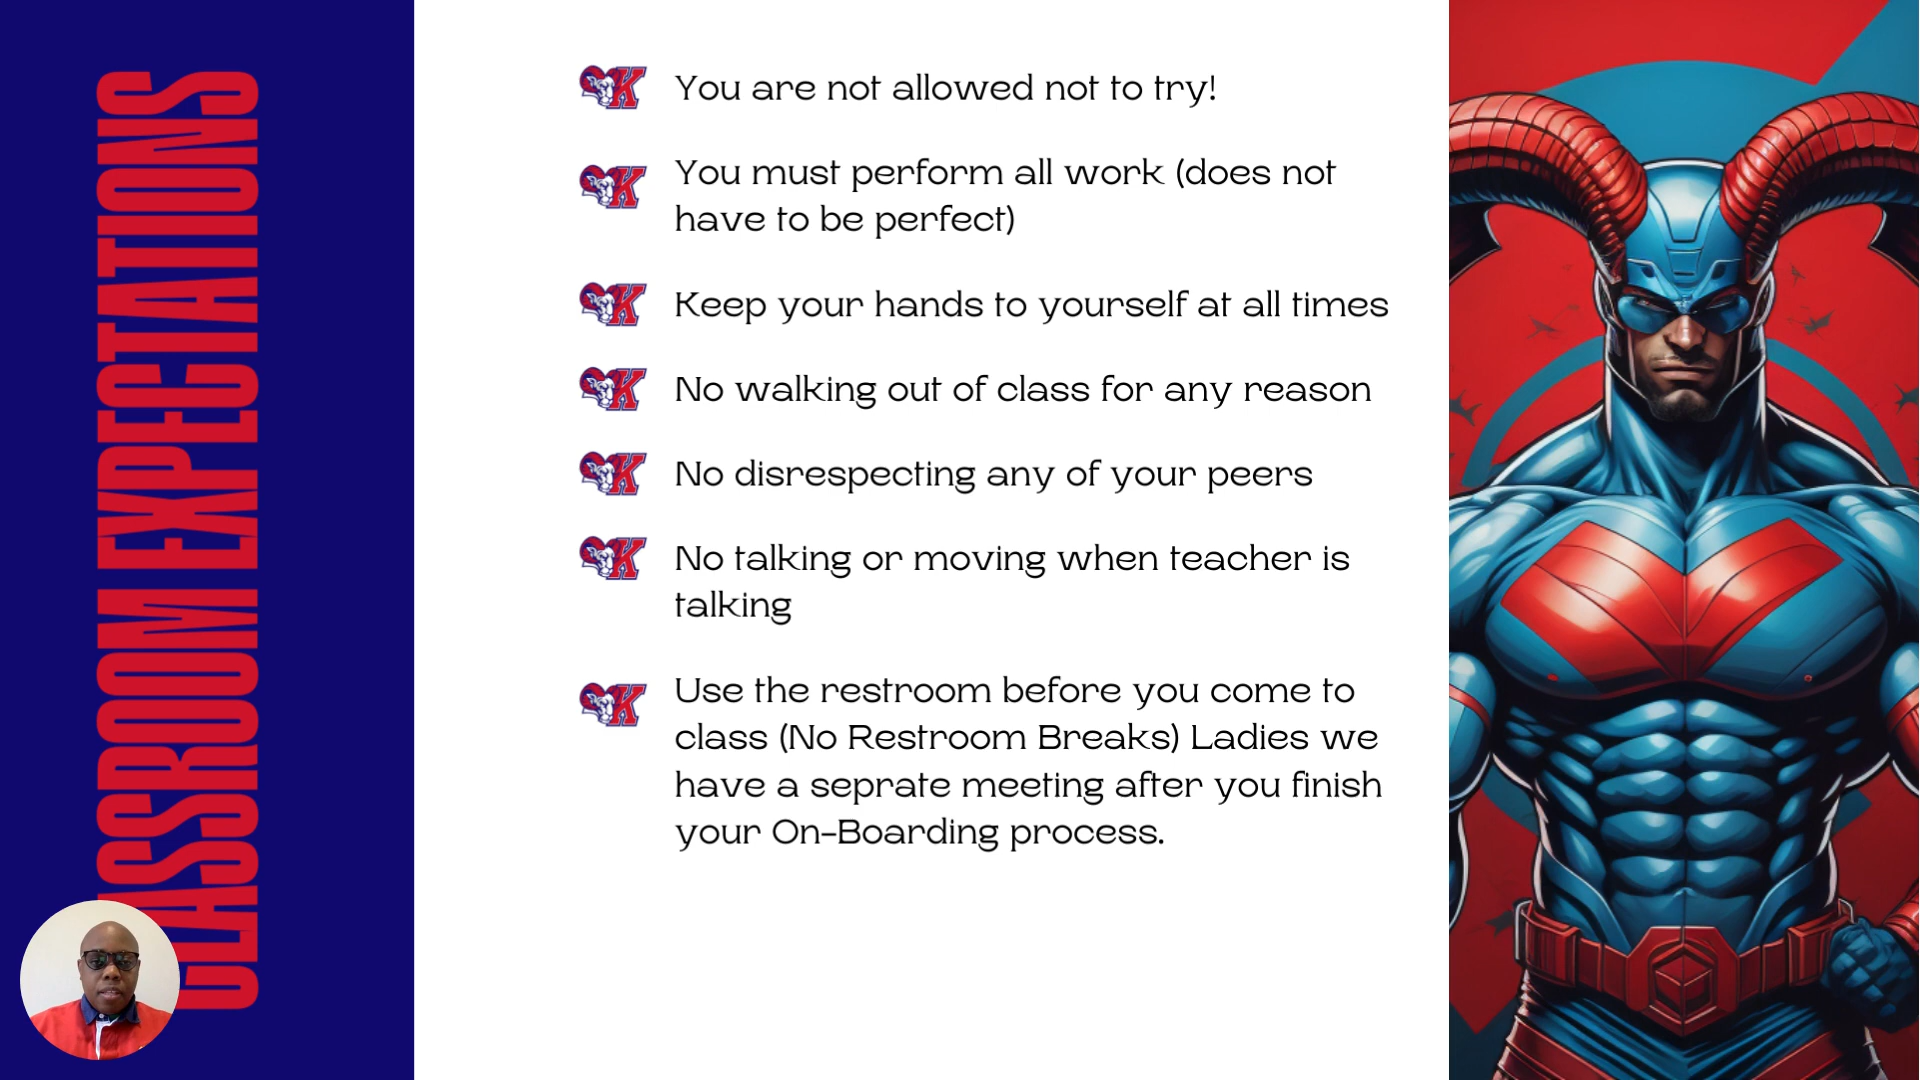 CLASSROOM EXPECTATIONS
K You are not allowed not to try!
K You must perform all work (does not
have to be perfect)
K Keep your hands to yourself at all times
K No walking out of class for any reason
K No disrespecting any of your peers
K No talking or moving when teacher is
talking
K Use the restroom before you come to
class (No Restroom Breaks) Ladies we
have a seprate meeting after you finish
your On-Boarding process.